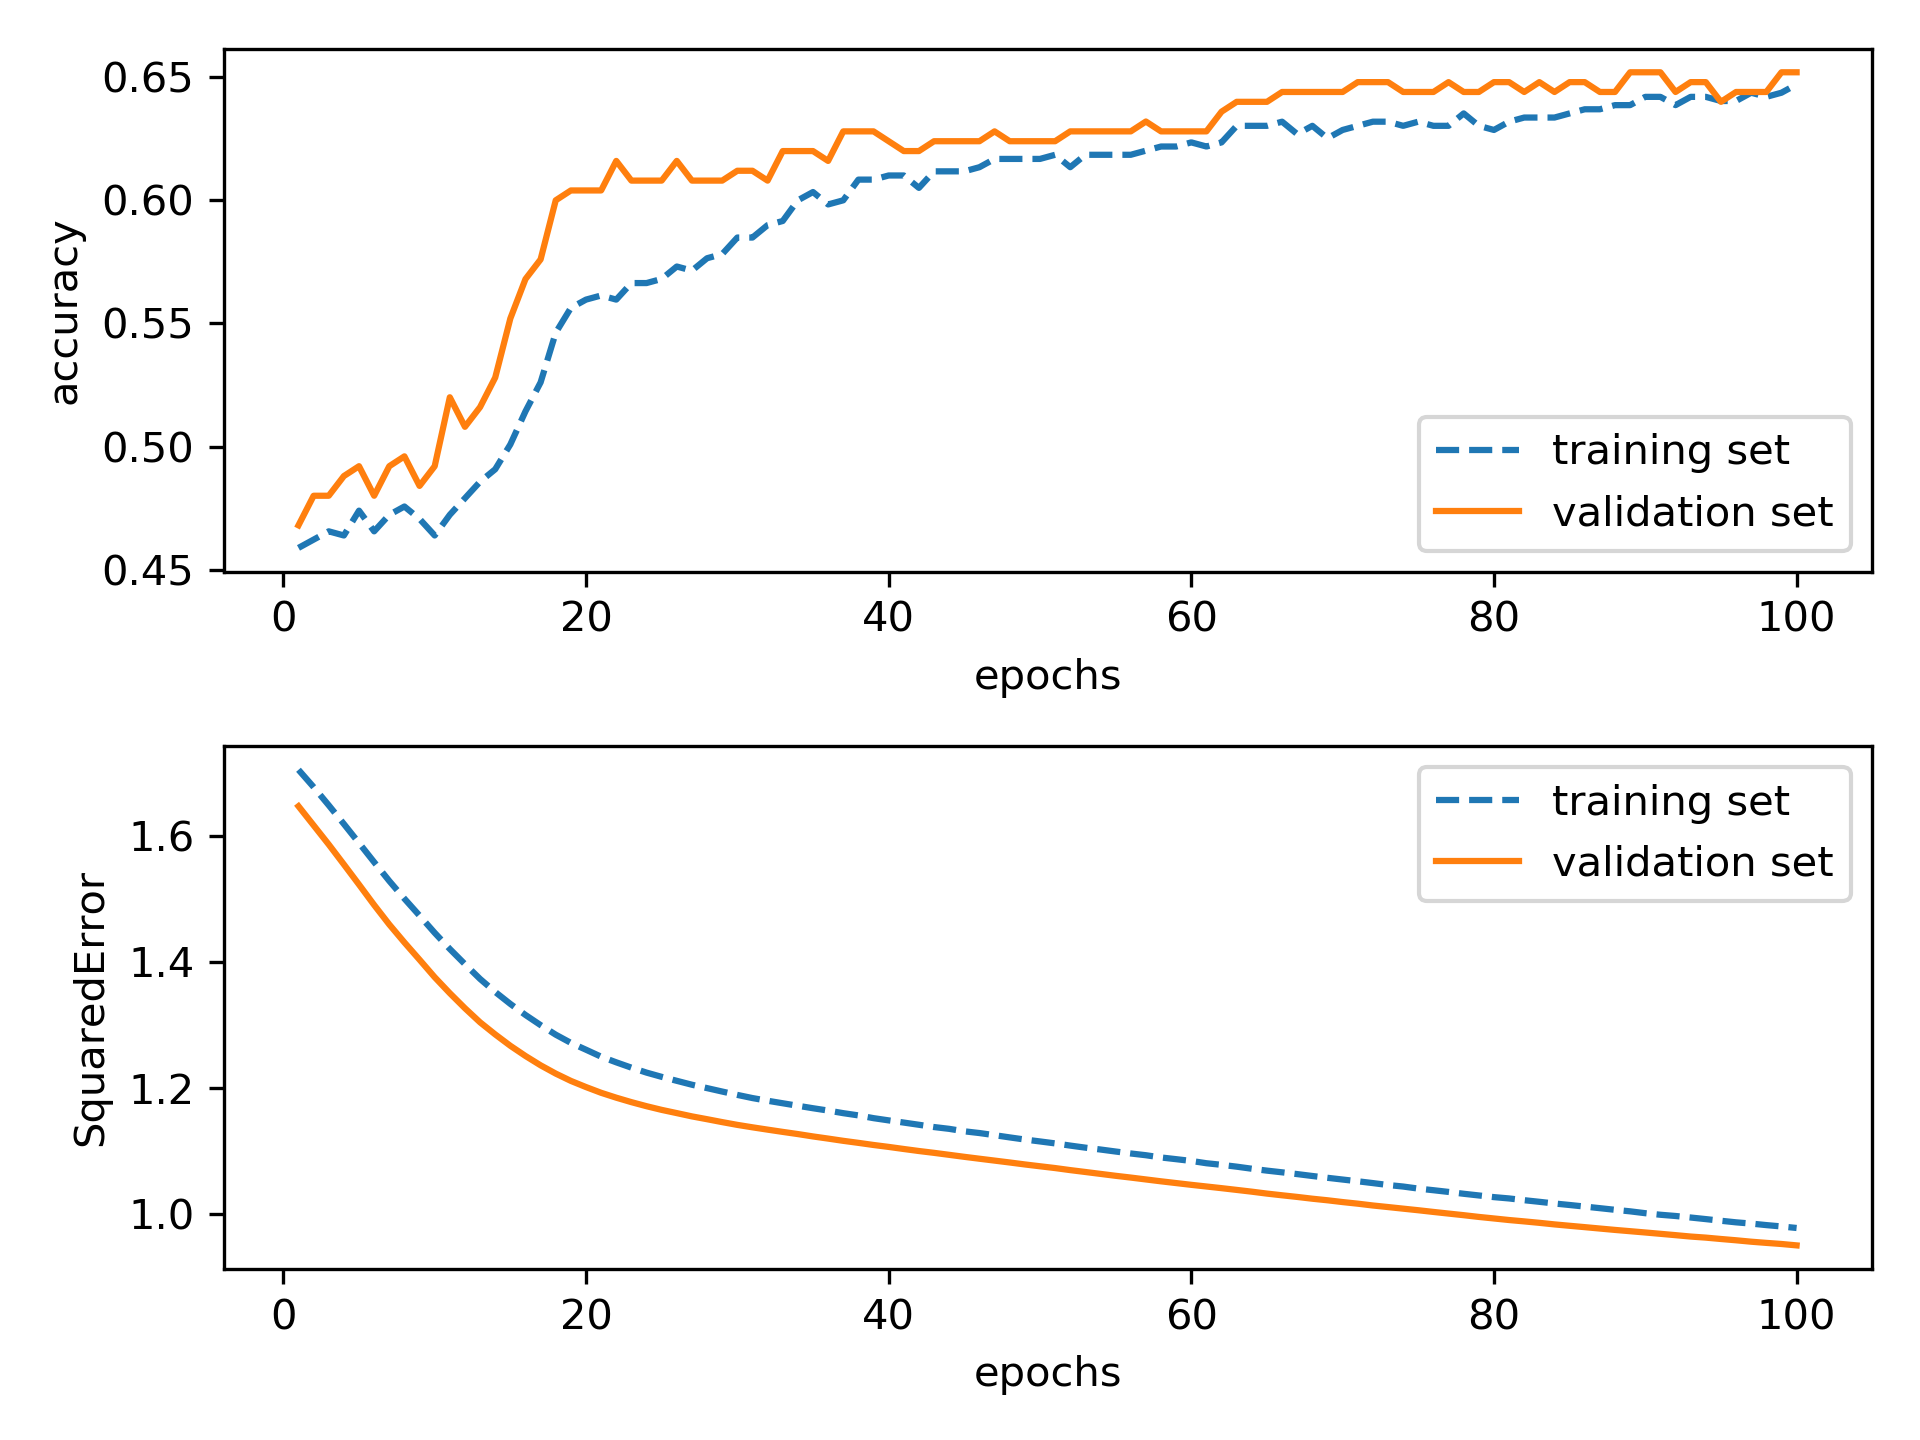 0.65
0.60
0.55
0.50
0.45
accuracy
training set
validation set
0 20 40 60 80 100
epochs
1.6
1.4
1.2
1.0
SquaredError
training set
validation set
0 20 40 60 80 100
epochs